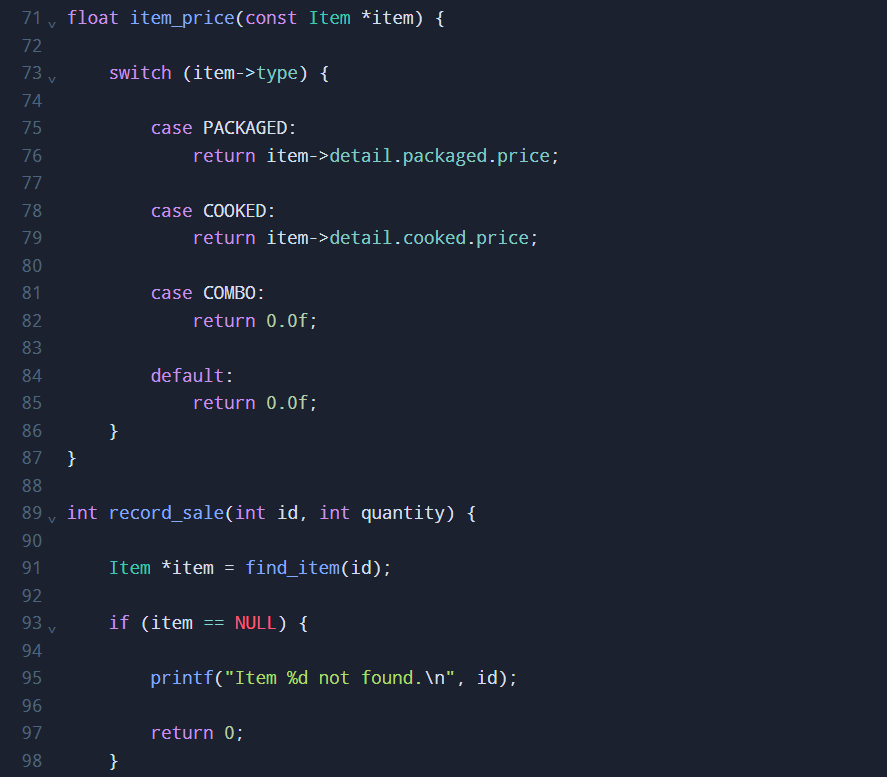 71 float item_price(const Item *item) {
72
73     switch (item->type) {
74
75         case PACKAGED:
76             return item->detail.packaged.price;
77
78         case COOKED:
79             return item->detail.cooked.price;
80
81         case COMBO:
82             return 0.0f;
83
84         default:
85             return 0.0f;
86     }
87 }
88
89 int record_sale(int id, int quantity) {
90
91     Item *item = find_item(id);
92
93     if (item == NULL) {
94
95         printf("Item %d not found.\n", id);
96
97         return 0;
98     }